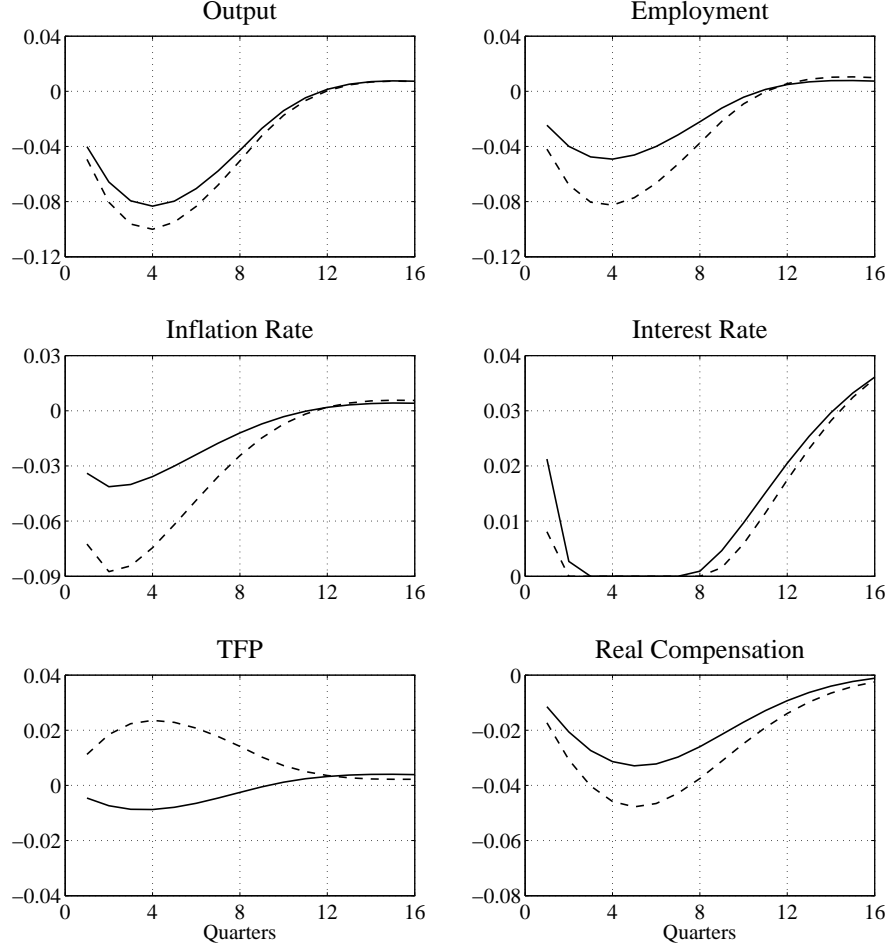 Output
0.04
0
−0.04
−0.08
−0.12
0 4 8 12 16
Employment
0.04
0
−0.04
−0.08
−0.12
0 4 8 12 16
Inflation Rate
0.03
0
−0.03
−0.06
−0.09
0 4 8 12 16
Interest Rate
0.04
0.03
0.02
0.01
0
0 4 8 12 16
TFP
0.04
0.02
0
−0.02
−0.04
0 4 8 12 16
Quarters
Real Compensation
0
−0.02
−0.04
−0.06
−0.08
0 4 8 12 16
Quarters